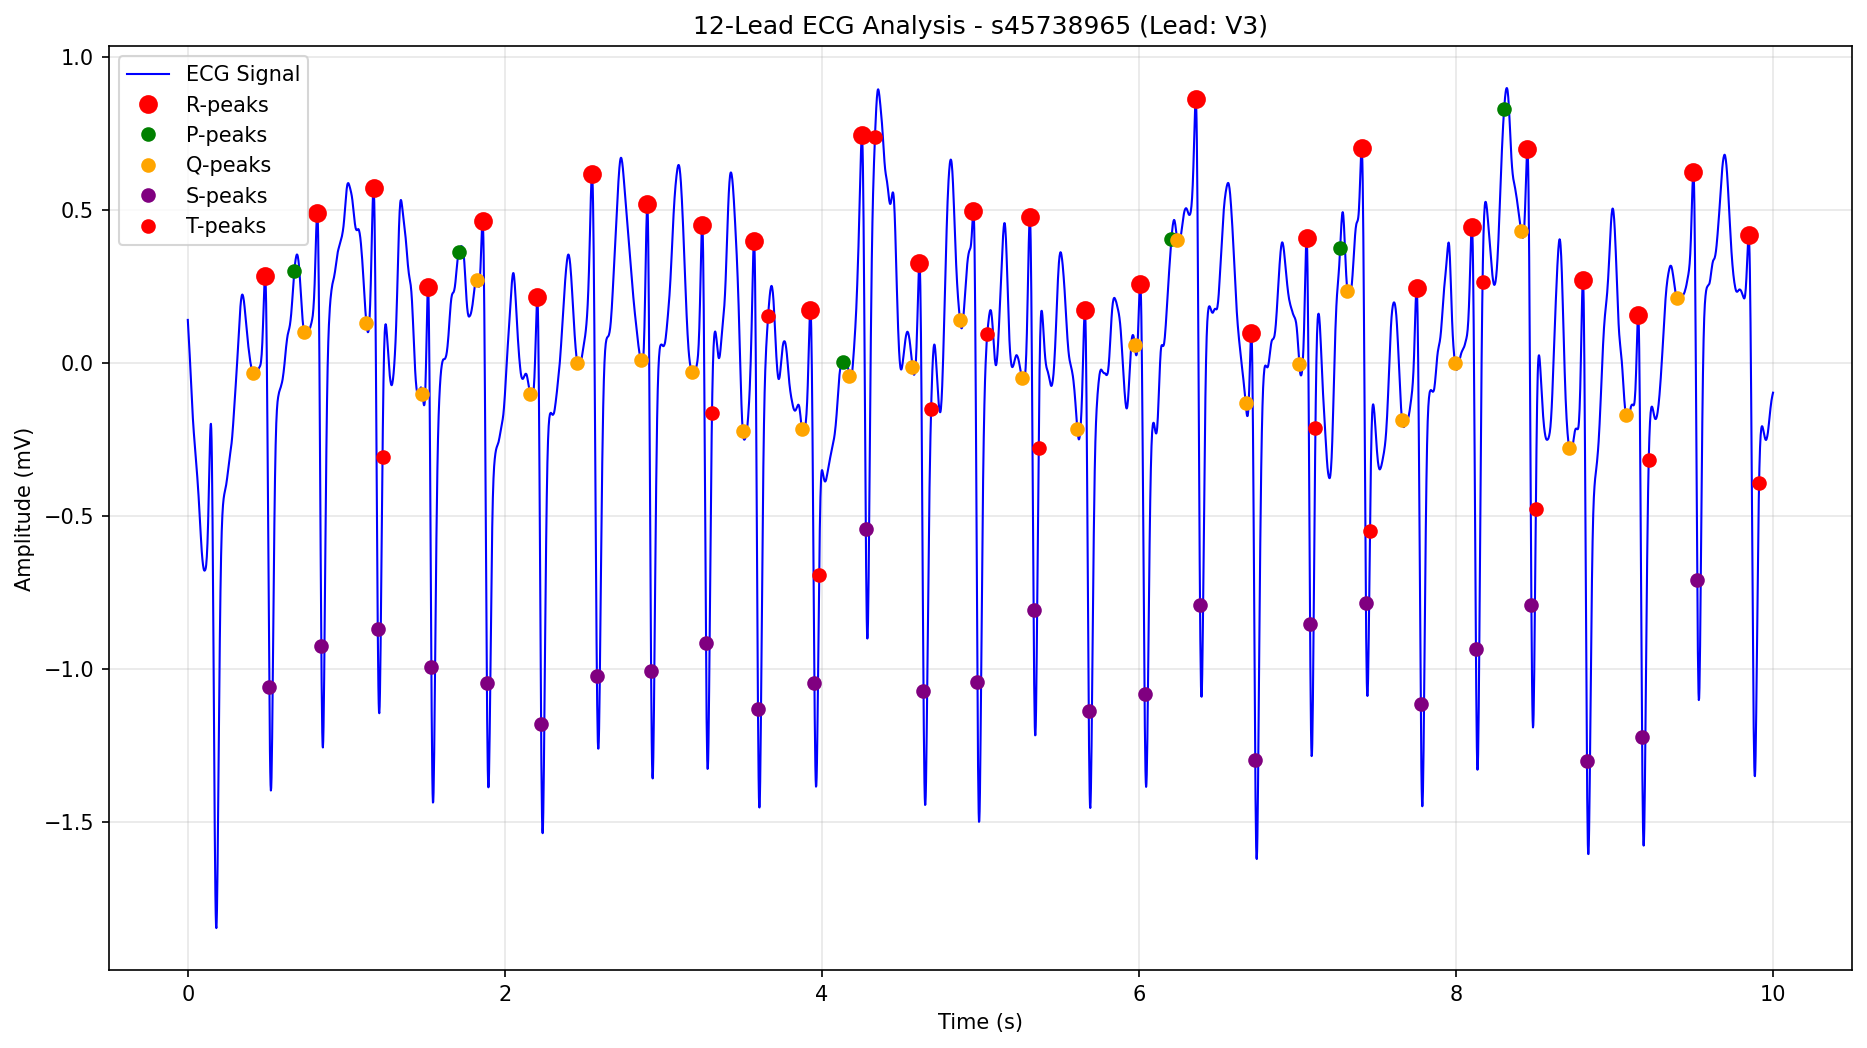 12-Lead ECG Analysis - s45738965 (Lead: V3)
ECG Signal
R-peaks
P-peaks
Q-peaks
S-peaks
T-peaks
Amplitude (mV)
1.0
0.5
0.0
−0.5
−1.0
−1.5
0 2 4 6 8 10
Time (s)